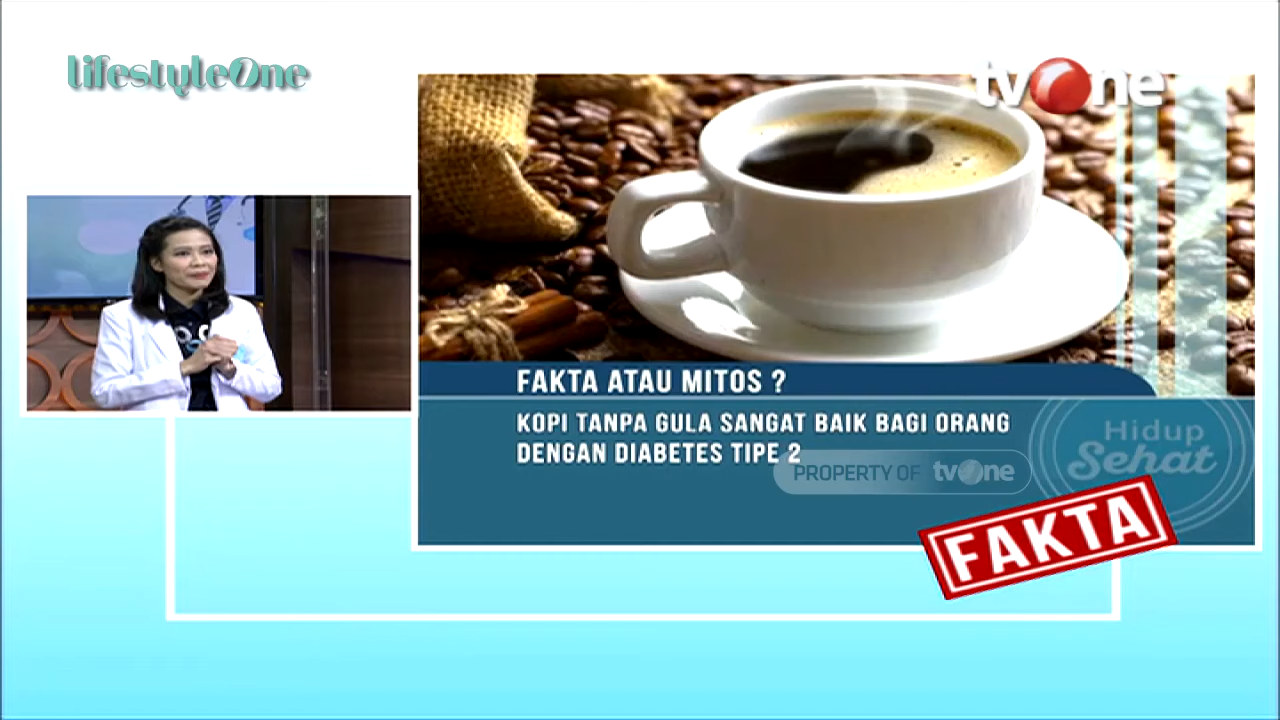 lifestyleOne
tvOne
FAKTA ATAU MITOS ?
KOPI TANPA GULA SANGAT BAIK BAGI ORANG
DENGAN DIABETES TIPE 2
PROPERTY OF tvOne
Hidup
Sehat
FAKTA